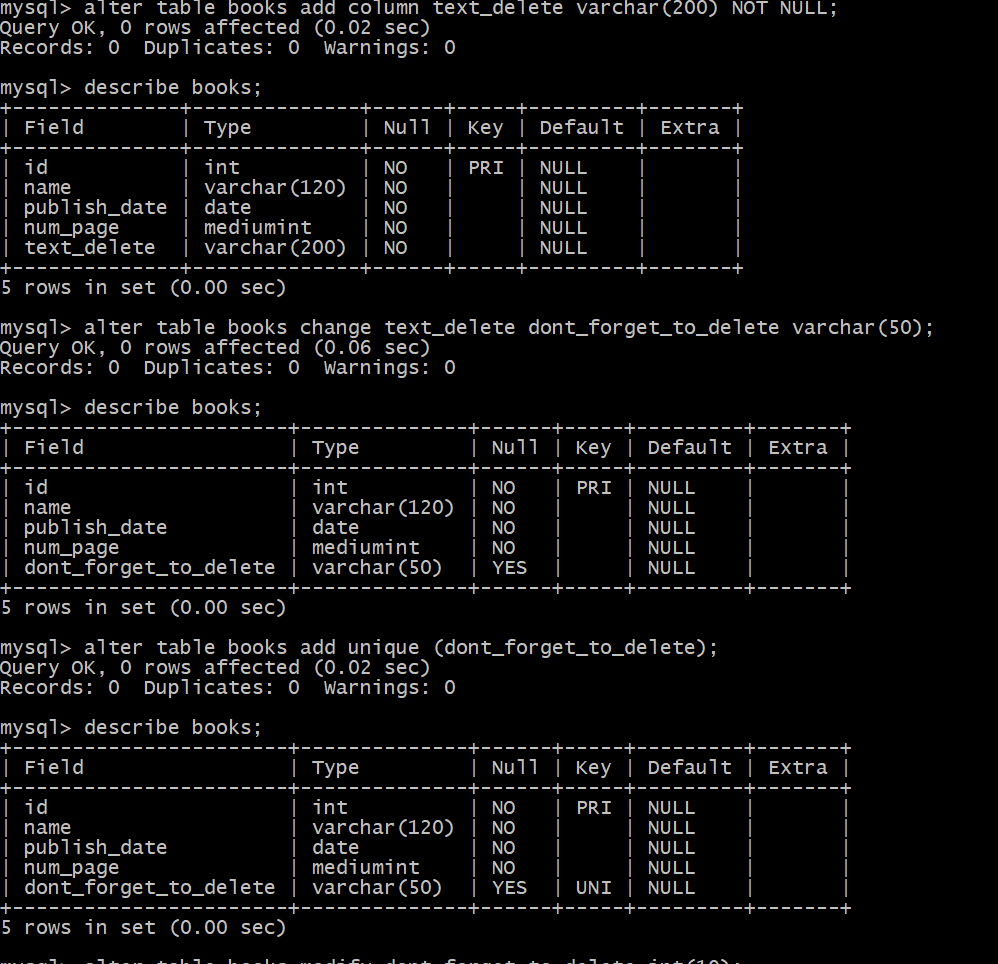 mysql> alter table books add column text_delete varchar(200) NOT NULL;
Query OK, 0 rows affected (0.02 sec)
Records: 0  Duplicates: 0  Warnings: 0
mysql> describe books;
+--------------+--------------+------+-----+---------+-------+
| Field        | Type         | Null | Key | Default | Extra |
+--------------+--------------+------+-----+---------+-------+
| id           | int          | NO   | PRI | NULL    |       |
| name         | varchar(120) | NO   |     | NULL    |       |
| publish_date | date         | NO   |     | NULL    |       |
| num_page     | mediumint    | NO   |     | NULL    |       |
| text_delete  | varchar(200) | NO   |     | NULL    |       |
+--------------+--------------+------+-----+---------+-------+
5 rows in set (0.00 sec)
mysql> alter table books change text_delete dont_forget_to_delete varchar(50);
Query OK, 0 rows affected (0.06 sec)
Records: 0  Duplicates: 0  Warnings: 0
mysql> describe books;
+-----------------------+--------------+------+-----+---------+-------+
| Field                 | Type         | Null | Key | Default | Extra |
+-----------------------+--------------+------+-----+---------+-------+
| id                    | int          | NO   | PRI | NULL    |       |
| name                  | varchar(120) | NO   |     | NULL    |       |
| publish_date          | date         | NO   |     | NULL    |       |
| num_page              | mediumint    | NO   |     | NULL    |       |
| dont_forget_to_delete | varchar(50)  | YES  |     | NULL    |       |
+-----------------------+--------------+------+-----+---------+-------+
5 rows in set (0.00 sec)
mysql> alter table books add unique (dont_forget_to_delete);
Query OK, 0 rows affected (0.02 sec)
Records: 0  Duplicates: 0  Warnings: 0
mysql> describe books;
+-----------------------+--------------+------+-----+---------+-------+
| Field                 | Type         | Null | Key | Default | Extra |
+-----------------------+--------------+------+-----+---------+-------+
| id                    | int          | NO   | PRI | NULL    |       |
| name                  | varchar(120) | NO   |     | NULL    |       |
| publish_date          | date         | NO   |     | NULL    |       |
| num_page              | mediumint    | NO   |     | NULL    |       |
| dont_forget_to_delete | varchar(50)  | YES  | UNI | NULL    |       |
+-----------------------+--------------+------+-----+---------+-------+
5 rows in set (0.00 sec)
mysql> alter table books modify dont_forget_to_delete int(10);